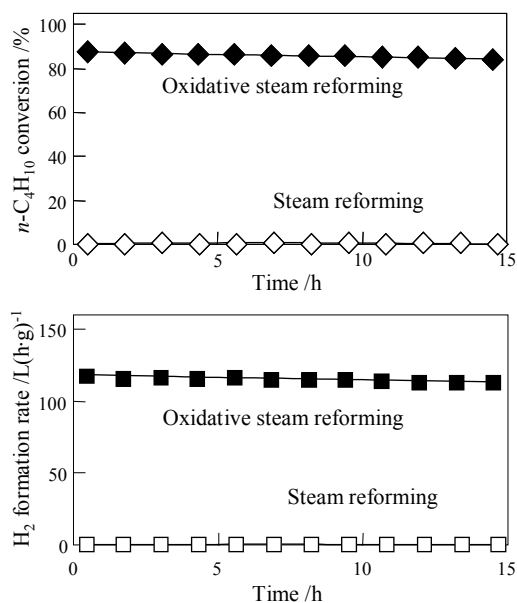 100
80
60
40
20
0
n-C4H10 conversion /%
Oxidative steam reforming
Steam reforming
0 5 10 15
Time /h
150
100
50
0
H2 formation rate /L(h·g)-1
Oxidative steam reforming
Steam reforming
0 5 10 15
Time /h